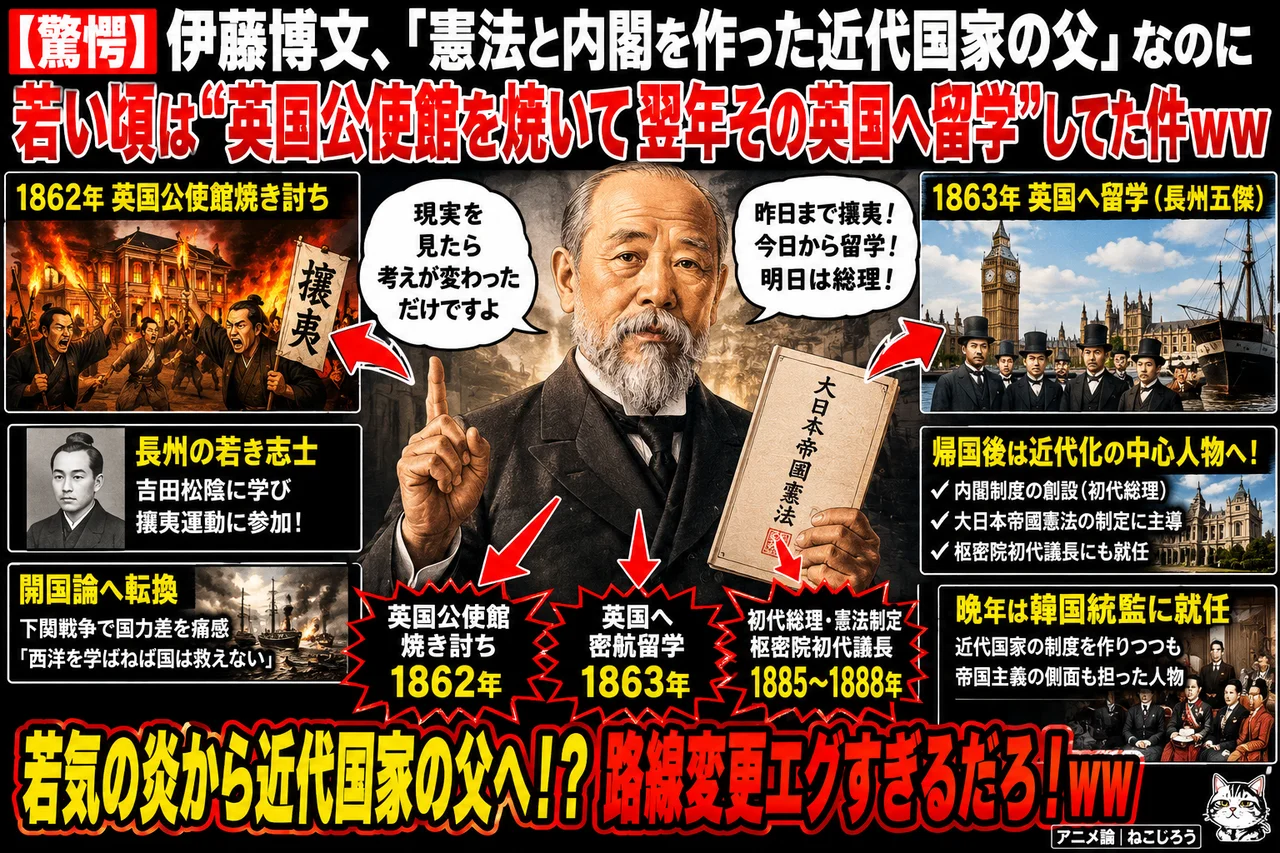 【驚愕】伊藤博文、「憲法と内閣を作った近代国家の父」なのに
若い頃は“英国公使館を焼いて 翌年その英国へ留学”してた件ww
1862年 英国公使館焼き討ち
攘夷
現実を
見たら
考えが変わった
だけですよ
昨日まで攘夷!
今日から留学!
明日は総理!
1863年 英国へ留学(長州五傑)
大日本帝國憲法
長州の若き志士
吉田松陰に学び
攘夷運動に参加!
帰国後は近代化の中心人物へ!
✓ 内閣制度の創設(初代総理)
✓ 大日本帝國憲法の制定に主導
✓ 枢密院初代議長にも就任
開国論へ転換
下関戦争で国力差を痛感
「西洋を学ばねば国は救えない」
英国公使館
焼き討ち
1862年
英国へ
密航留学
1863年
初代総理・憲法制定
枢密院初代議長
1885〜1888年
晩年は韓国統監に就任
近代国家の制度を作りつつも
帝国主義の側面も担った人物
若気の炎から近代国家の父へ!? 路線変更エグすぎるだろ!ww
アニメ論|ねこじろう